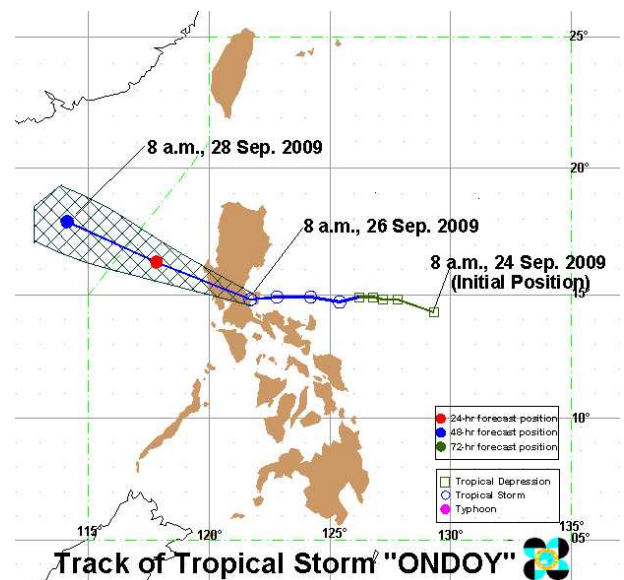 25°
8 a.m., 28 Sep. 2009
20°
8 a.m., 26 Sep. 2009
8 a.m., 24 Sep. 2009
(Initial Position)
15°
10°
24-hr forecast position
48-hr forecast position
72-hr forecast position
Tropical Depression
Tropical Storm
Typhoon
115
120°
125°
130°
135°
05°
Track of Tropical Storm "ONDOY"